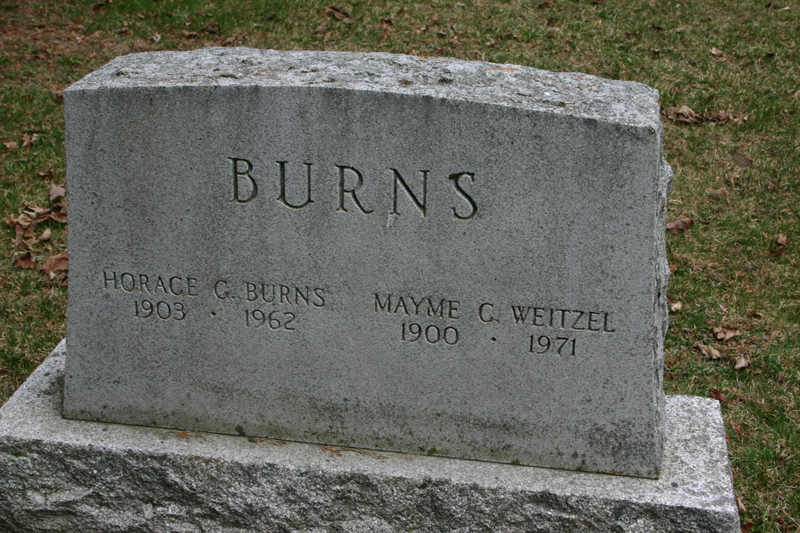 BURNS
HORACE G. BURNS
1903 · 1962
MAYME C. WEITZEL
1900 · 1971